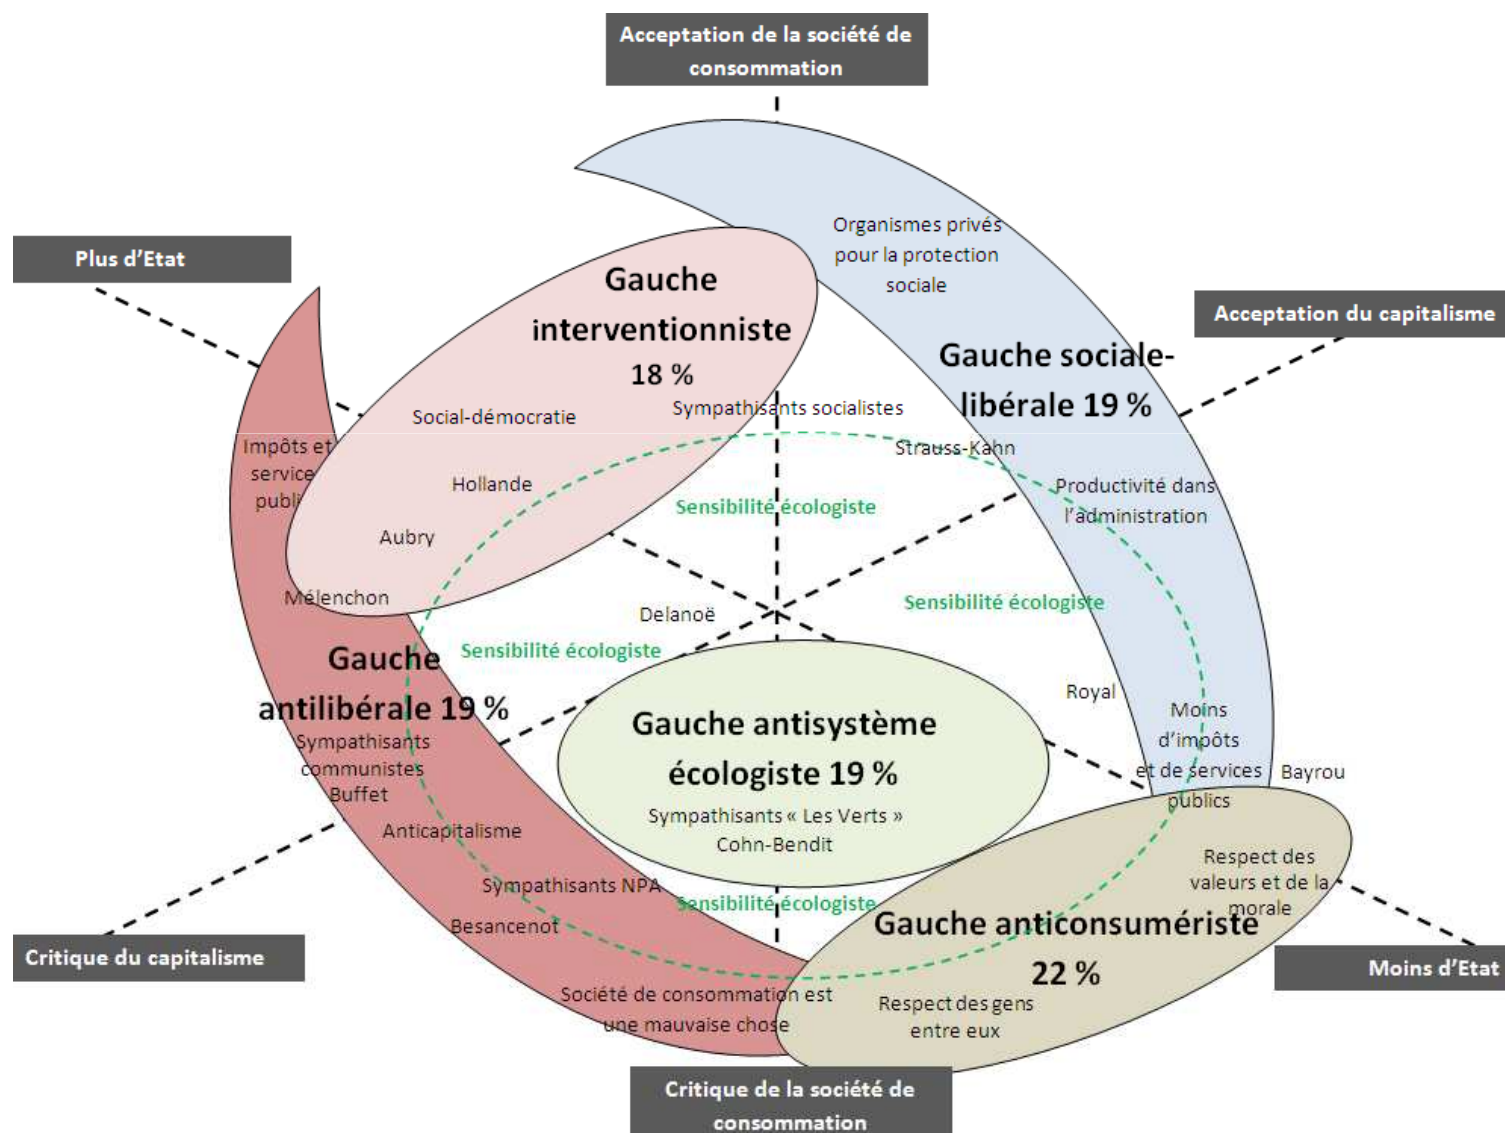 Acceptation de la société de
consommation
Plus d’Etat
Organismes privés
pour la protection
sociale
Gauche
interventionniste
18 %
Acceptation du capitalisme
Gauche sociale-
libérale 19 %
Social-démocratie
Sympathisants socialistes
Impôts et
service
publi
Strauss-Kahn
Hollande
Productivité dans
l’administration
Sensibilité écologiste
Aubry
Mélenchon
Delanoë
Sensibilité écologiste
Gauche
antilibérale 19 %
Sensibilité écologiste
Royal
Gauche antisystème
écologiste 19 %
Moins
d’impôts
et de services
publics
Sympathisants
communistes
Buffet
Bayrou
Sympathisants « Les Verts »
Cohn-Bendit
Anticapitalisme
Respect des
valeurs et de la
morale
Sympathisants NPA
Sensibilité écologiste
Besancenot
Gauche anticonsumériste
22 %
Critique du capitalisme
Moins d’Etat
Société de consommation est
une mauvaise chose
Respect des gens
entre eux
Critique de la société de
consommation